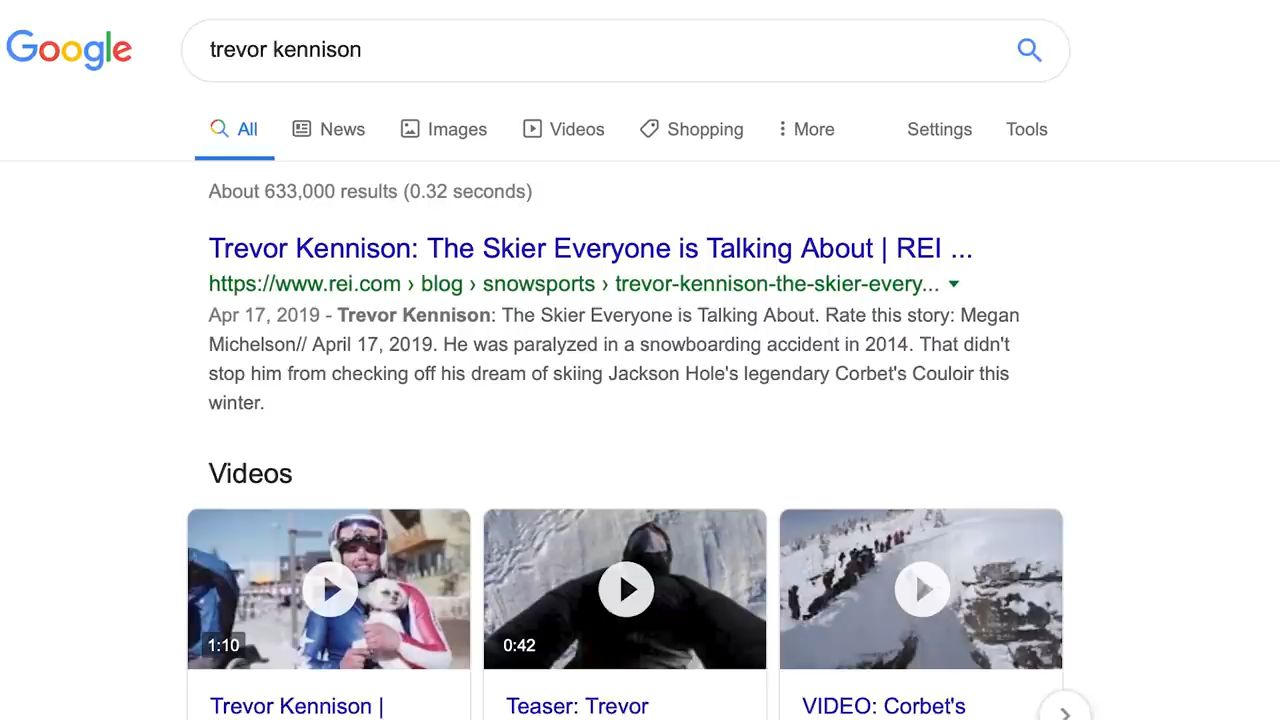 Google
trevor kennison
All News Images Videos Shopping More Settings Tools
About 633,000 results (0.32 seconds)
Trevor Kennison: The Skier Everyone is Talking About | REI ...
https://www.rei.com › blog › snowsports › trevor-kennison-the-skier-every...
Apr 17, 2019 - Trevor Kennison: The Skier Everyone is Talking About. Rate this story: Megan
Michelson// April 17, 2019. He was paralyzed in a snowboarding accident in 2014. That didn't
stop him from checking off his dream of skiing Jackson Hole's legendary Corbet's Couloir this
winter.
Videos
1:10 0:42
Trevor Kennison | Teaser: Trevor VIDEO: Corbet's